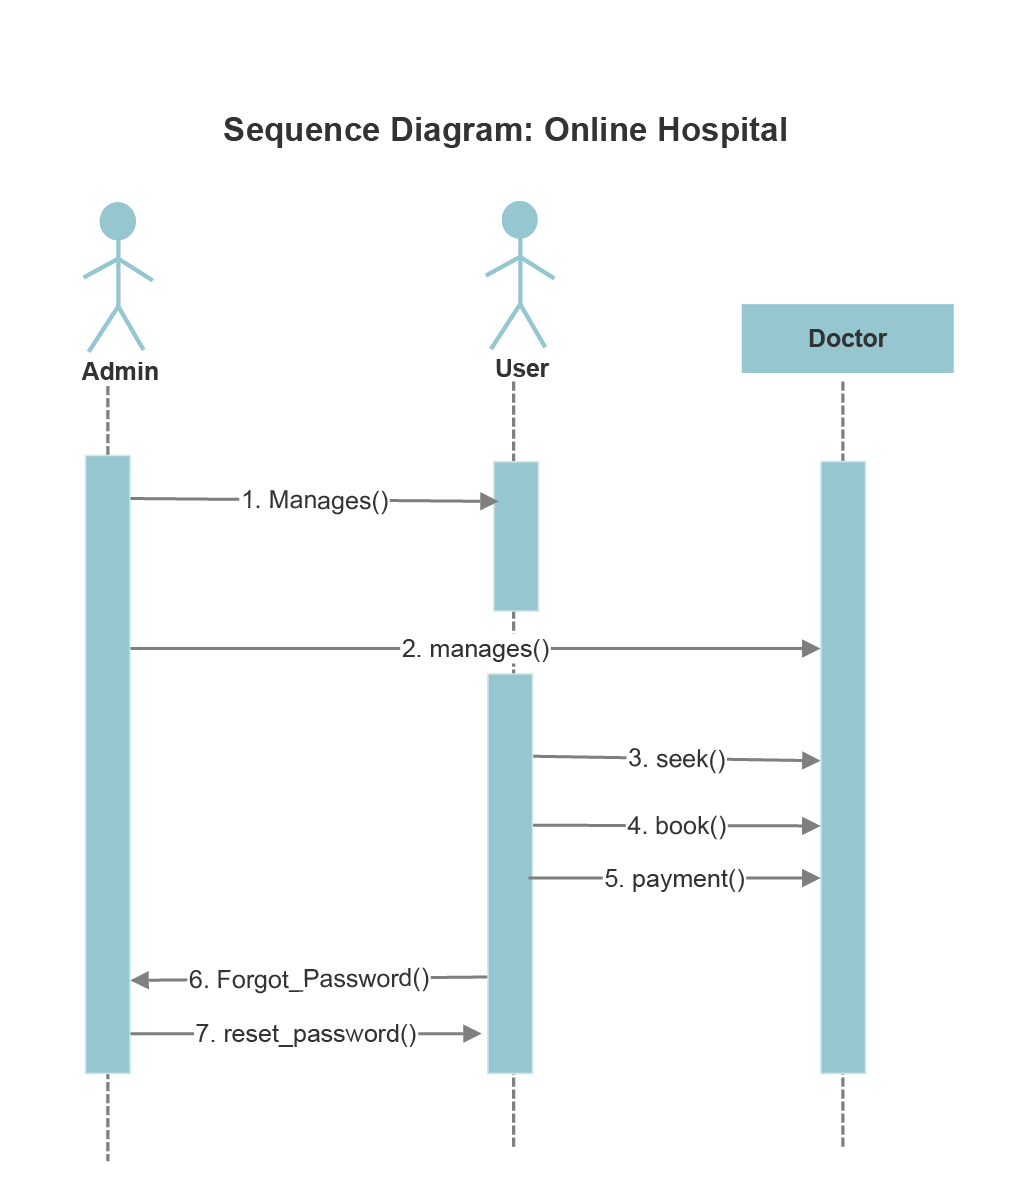 Sequence Diagram: Online Hospital
Admin
User
Doctor
1. Manages()
2. manages()
3. seek()
4. book()
5. payment()
6. Forgot_Password()
7. reset_password()